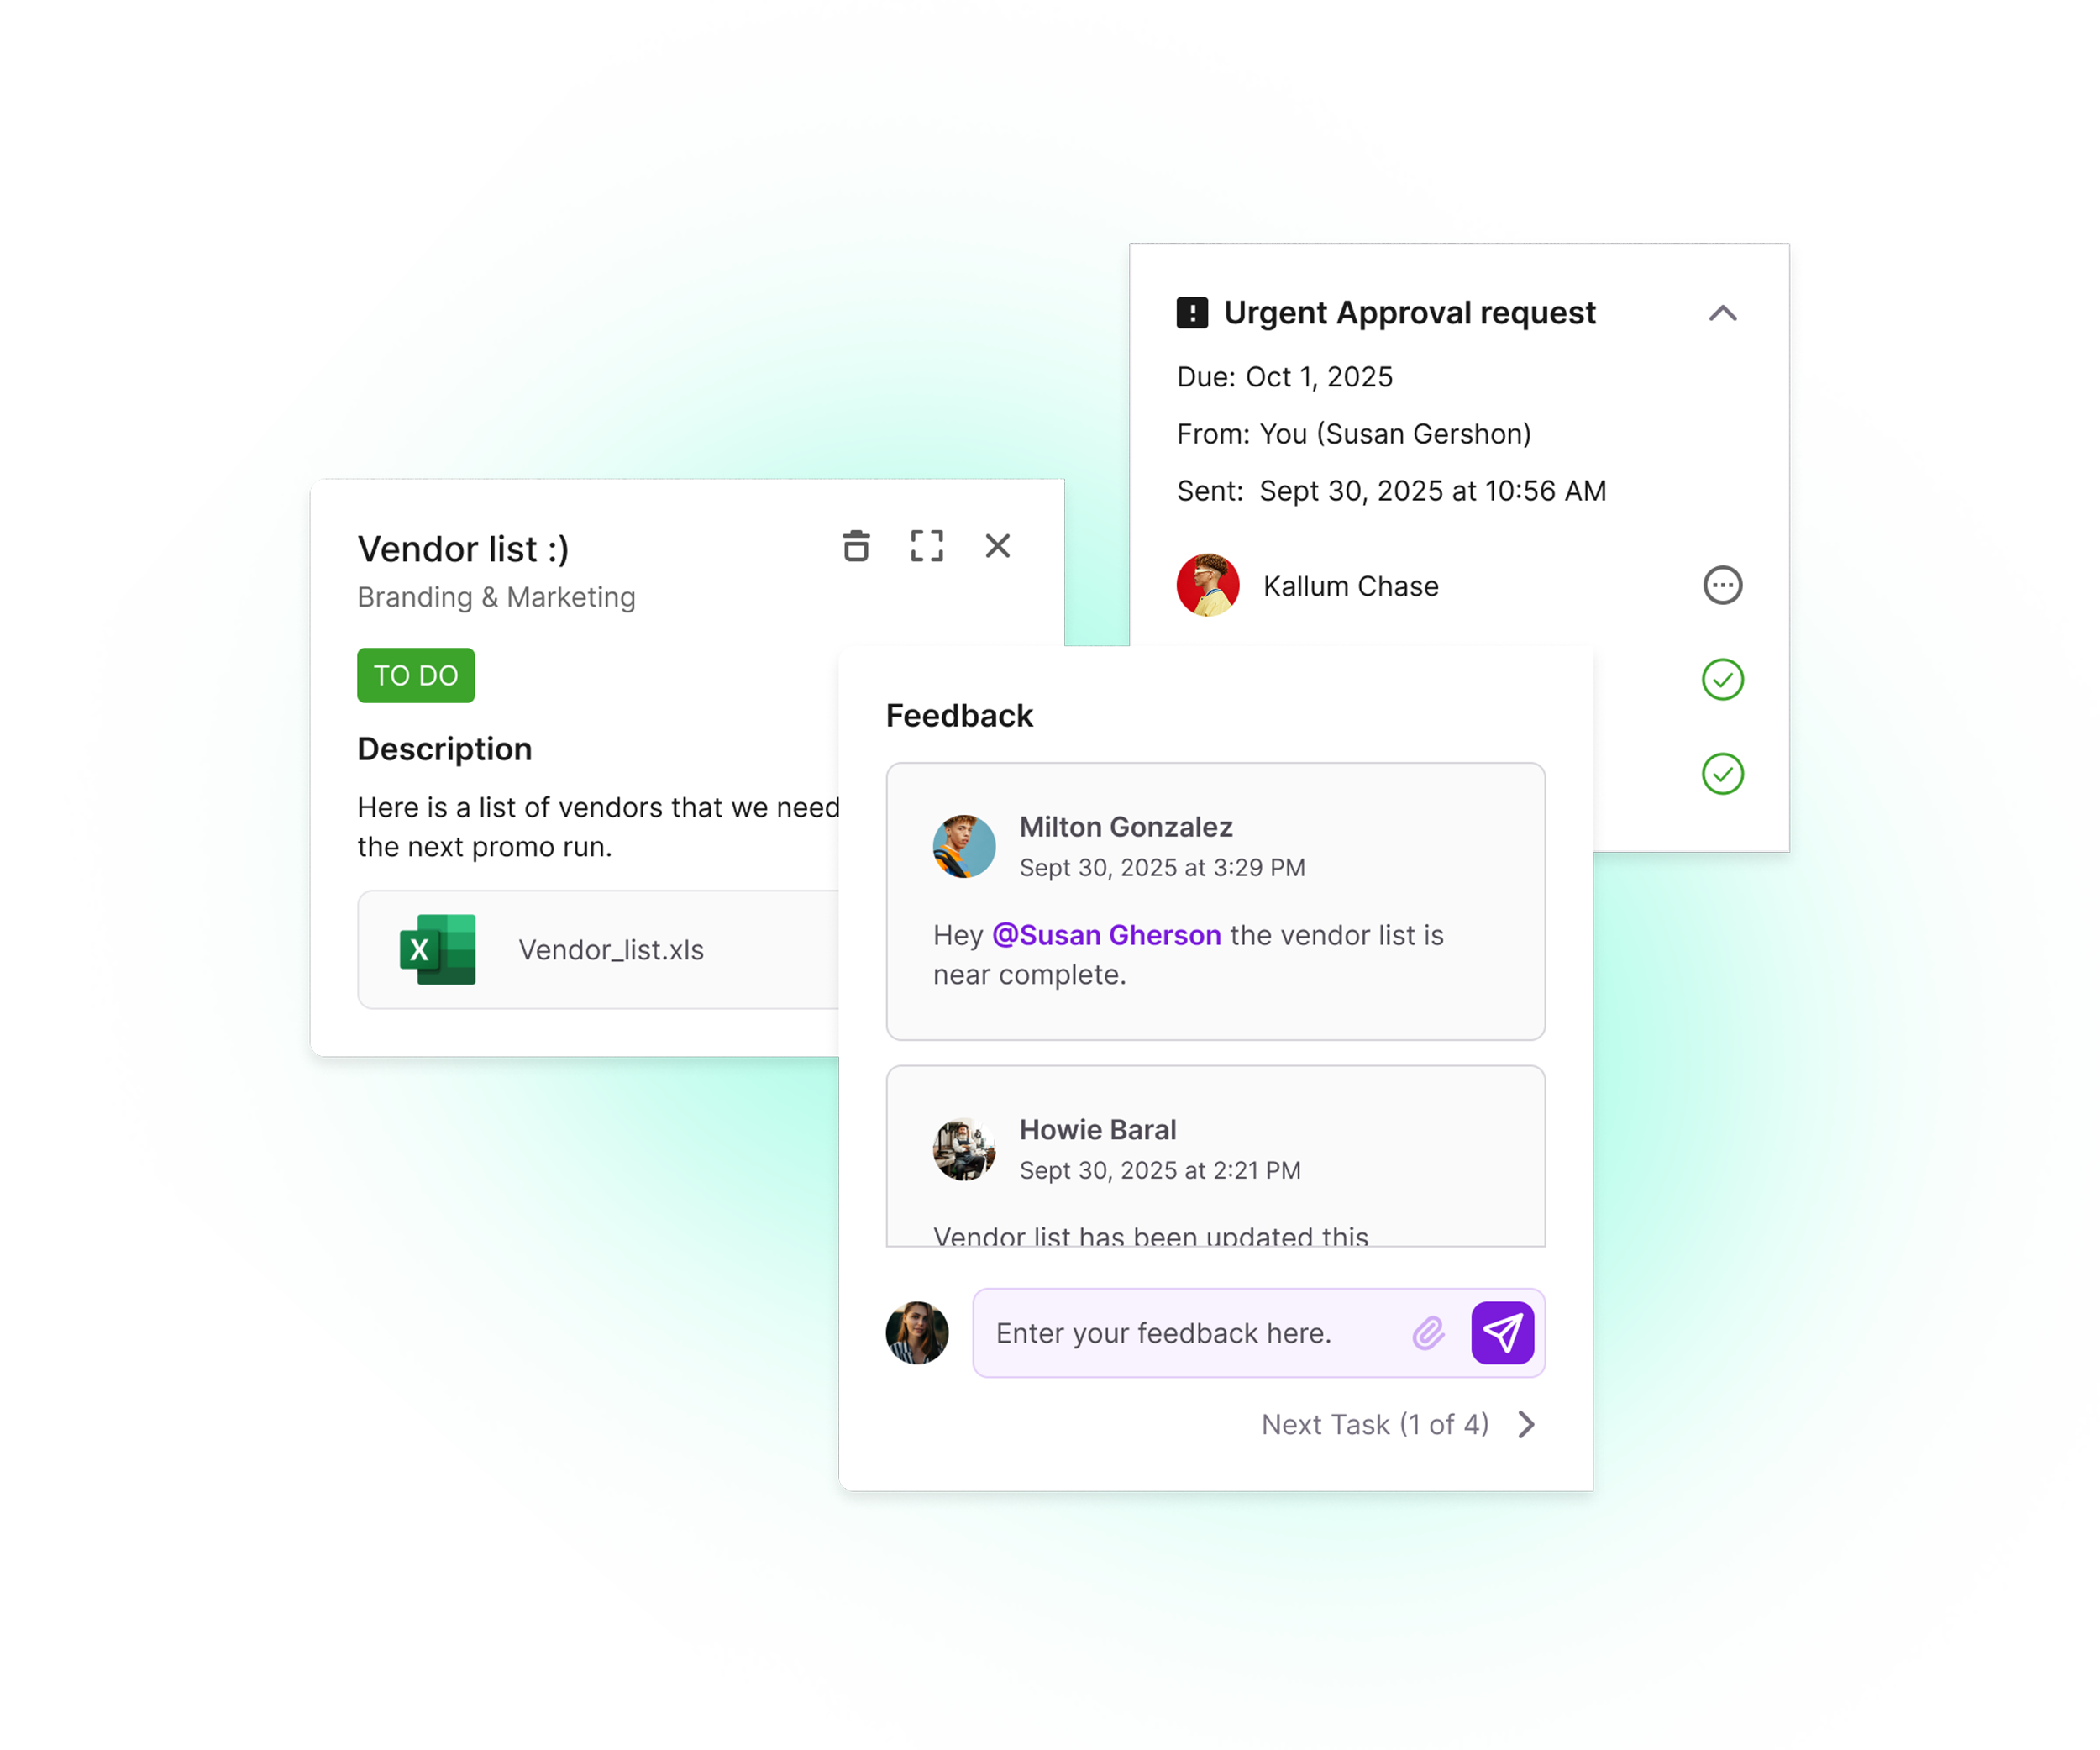 Urgent Approval request
Due: Oct 1, 2025
From: You (Susan Gershon)
Sent: Sept 30, 2025 at 10:56 AM
Kallum Chase
Vendor list :)
Branding & Marketing
TO DO
Description
Here is a list of vendors that we need
the next promo run.
X
Vendor_list.xls
Feedback
Milton Gonzalez
Sept 30, 2025 at 3:29 PM
Hey @Susan Gherson the vendor list is
near complete.
Howie Baral
Sept 30, 2025 at 2:21 PM
Vendor list has been updated this
Enter your feedback here.
Next Task (1 of 4)